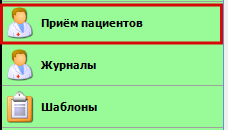 Приём пациентов
Журналы
Шаблоны